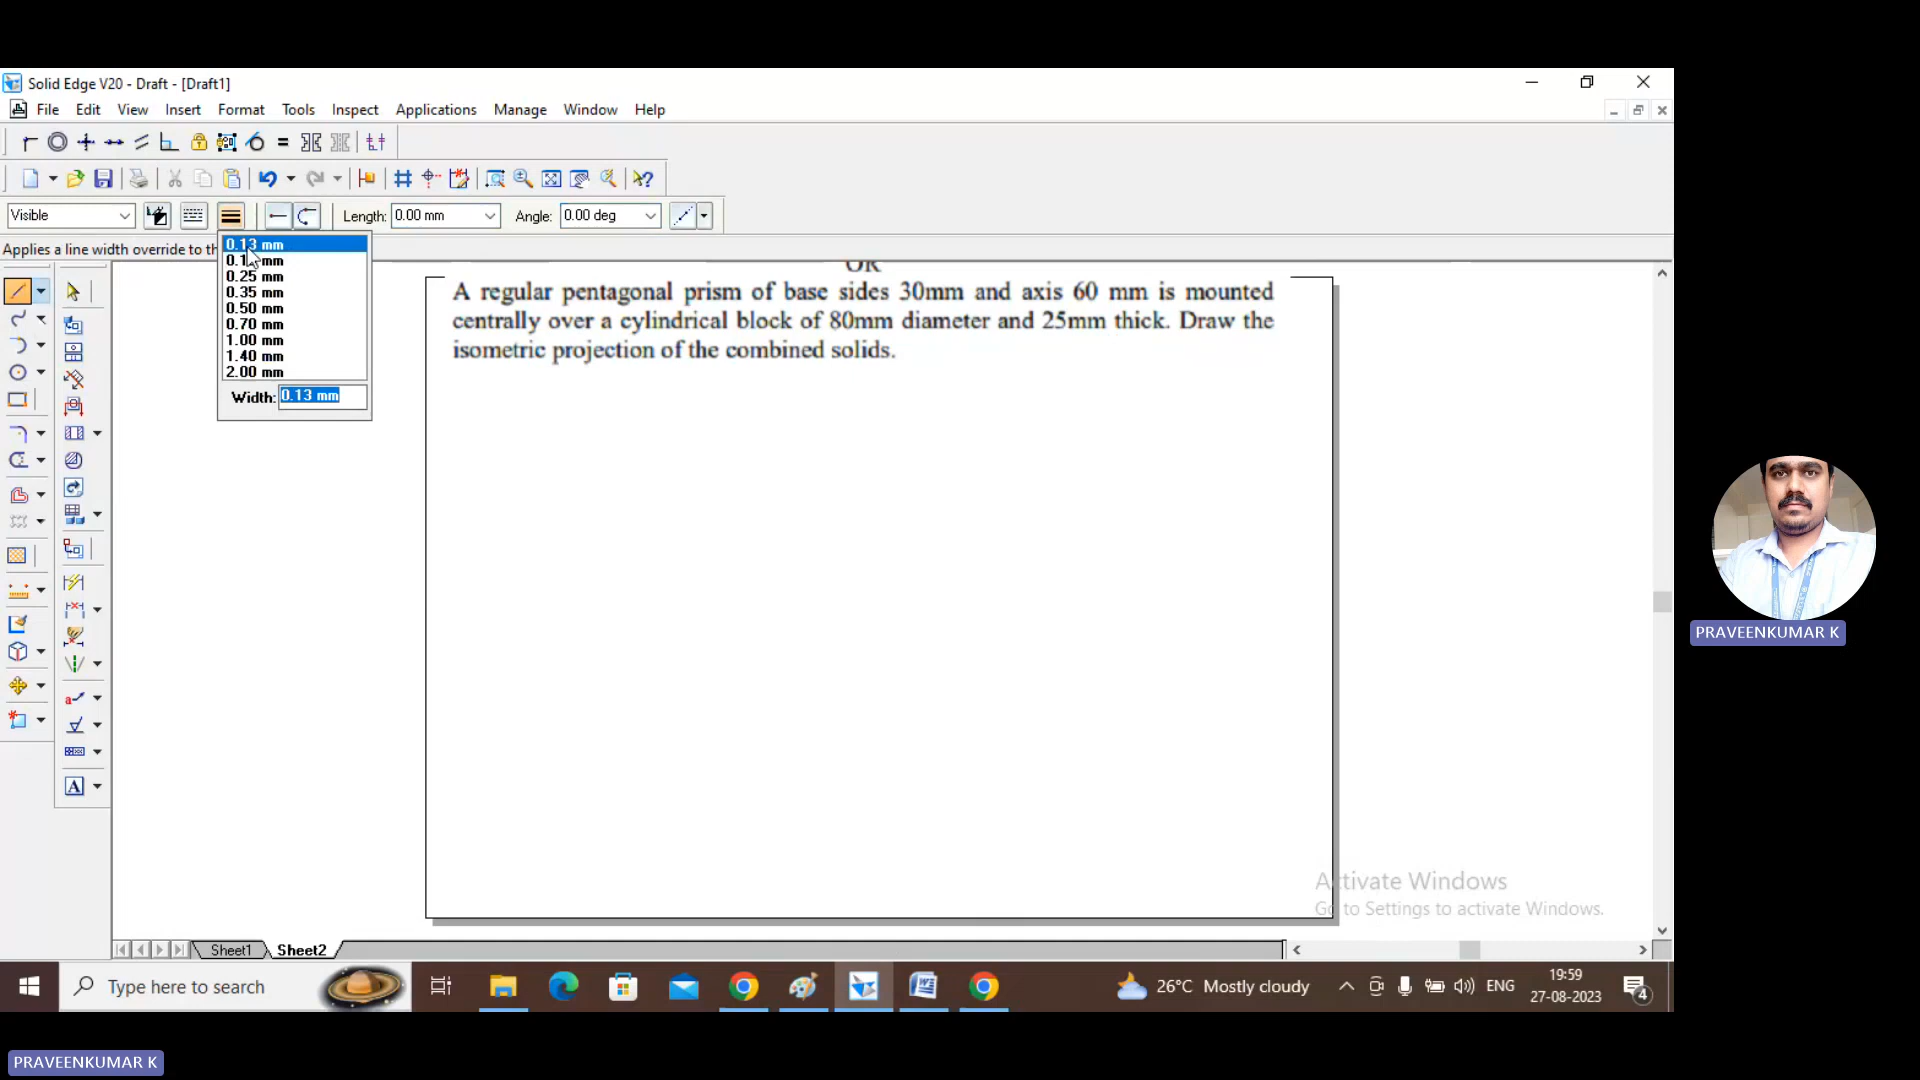 Solid Edge V20 - Draft - [Draft1]
File Edit View Insert Format Tools Inspect Applications Manage Window Help
Visible Length: 0.00 mm Angle: 0.00 deg
Applies a line width override to th
0.13 mm
mm
0.25 mm
0.35 mm
0.50 mm
0.70 mm
1.00 mm
1.40 mm
2.00 mm
Width: 0.13 mm
OR
A regular pentagonal prism of base sides 30mm and axis 60 mm is mounted
centrally over a cylindrical block of 80mm diameter and 25mm thick. Draw the
isometric projection of the combined solids.
PRAVEENKUMAR K
Activate Windows
Go to Settings to activate Windows.
Sheet1 Sheet2
Type here to search
26°C Mostly cloudy
ENG
19:59
27-08-2023
4
PRAVEENKUMAR K